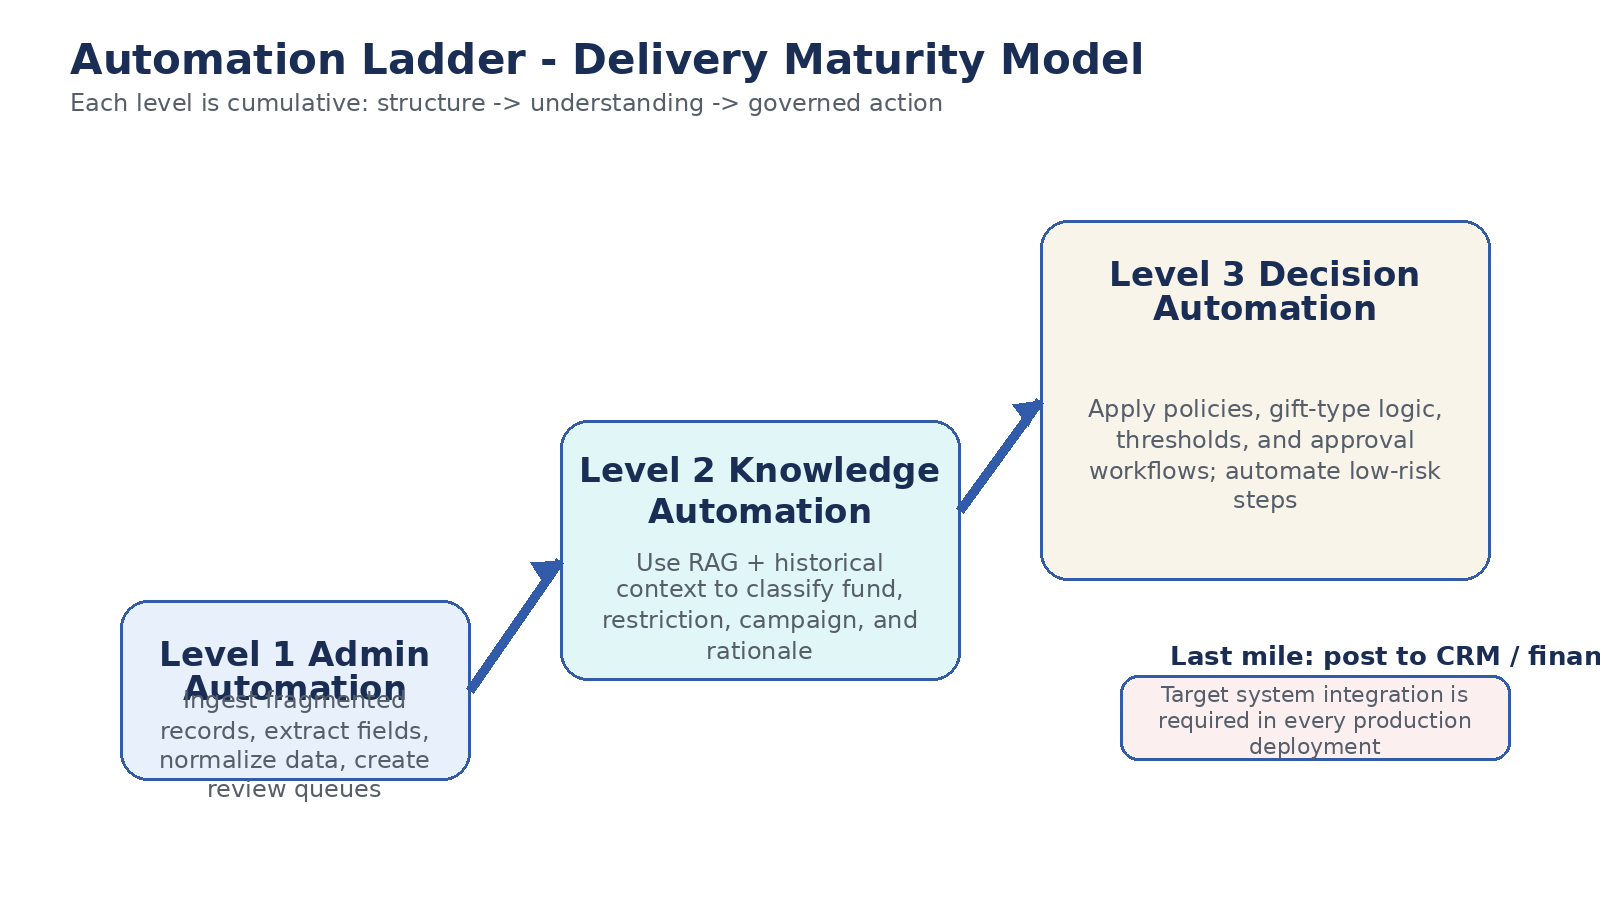 Automation Ladder - Delivery Maturity Model
Each level is cumulative: structure -> understanding -> governed action
Level 1 Admin
Automation
Ingest fragmented
records, extract fields,
normalize data, create
review queues
Level 2 Knowledge
Automation
Use RAG + historical
context to classify fund,
restriction, campaign, and
rationale
Level 3 Decision
Automation
Apply policies, gift-type logic,
thresholds, and approval
workflows; automate low-risk
steps
Last mile: post to CRM / finan
Target system integration is
required in every production
deployment